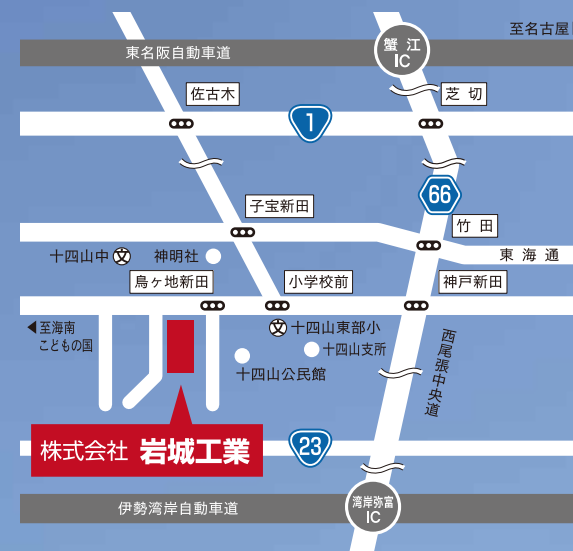 至名古屋
東名阪自動車道
蟹江
IC
佐古木
芝切
1
66
子宝新田
竹田
十四山中 文
神明社
東海通
鳥ヶ地新田
小学校前
神戸新田
◀至海南
こどもの国
文 十四山東部小
十四山支所
十四山公民館
西尾張中央道
株式会社 岩城工業
23
伊勢湾岸自動車道
湾岸弥富
IC